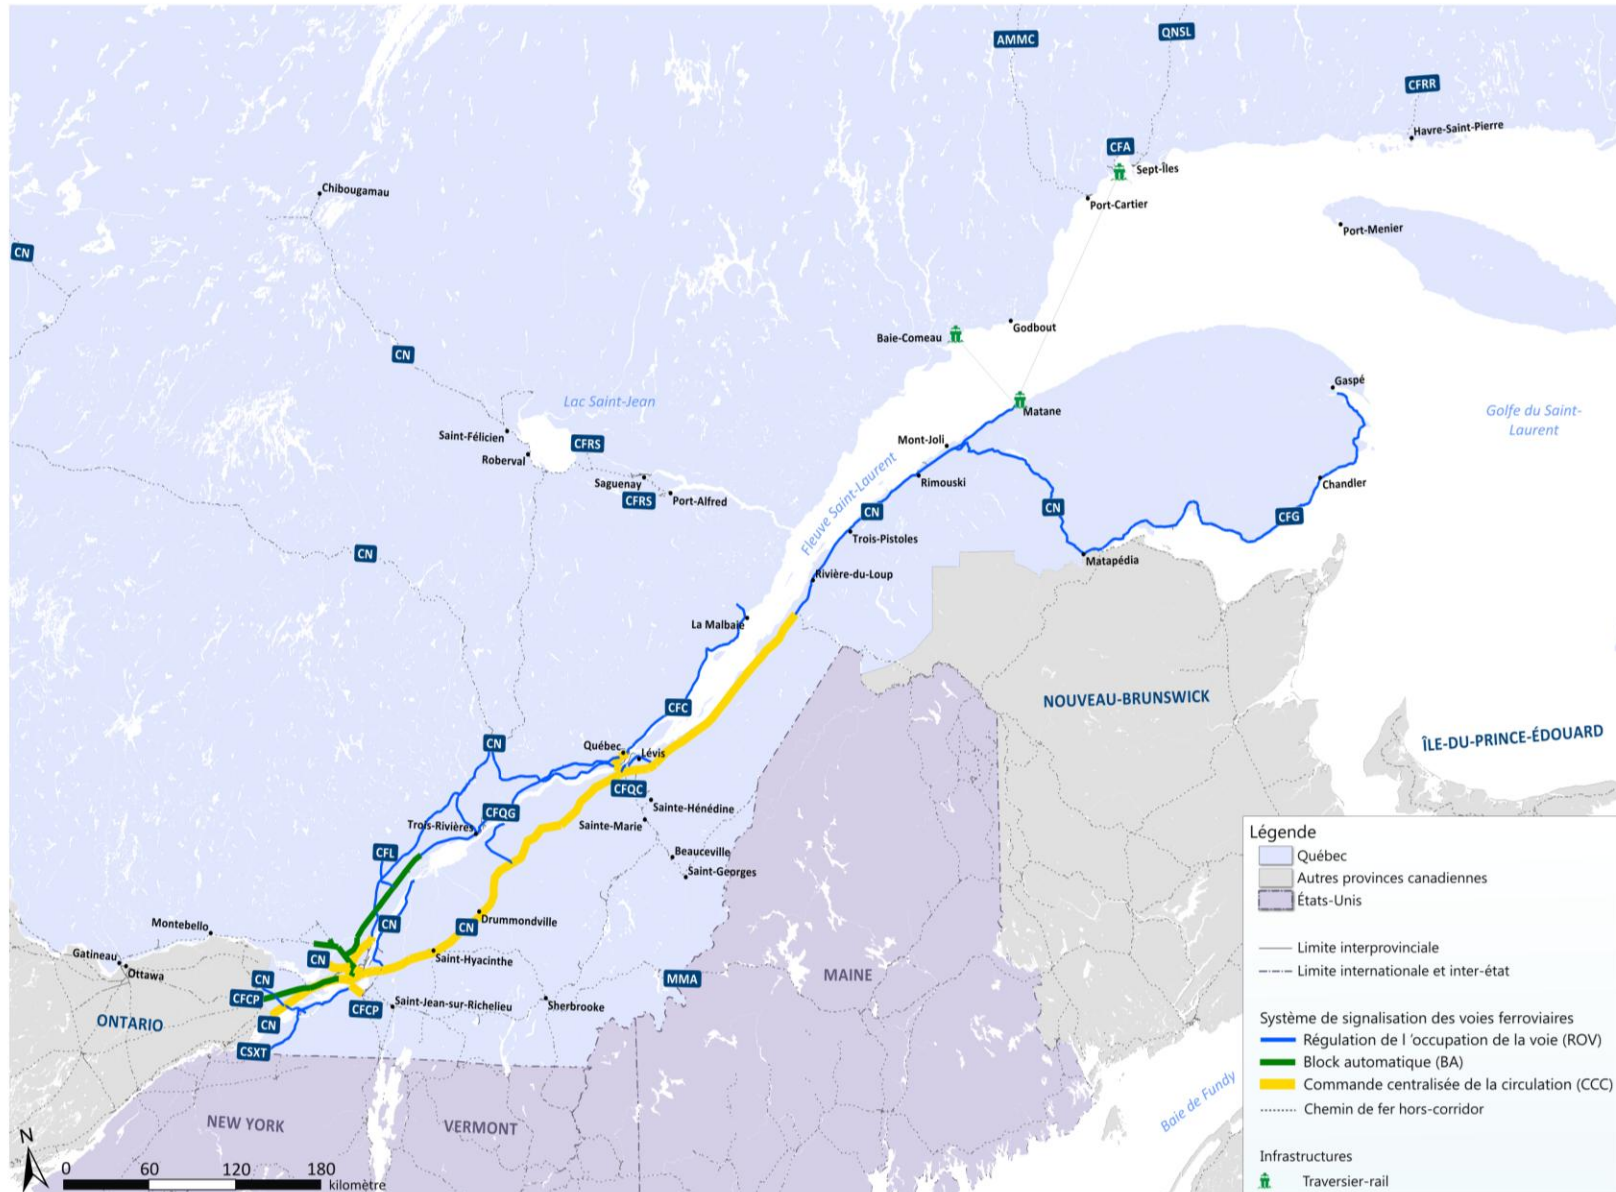 AMMC
QNSL
CFRR
Havre-Saint-Pierre
CFA
Sept-Îles
Chibougamau
Port-Cartier
Port-Menier
CN
Godbout
Baie-Comeau
CN
Gaspé
Lac Saint-Jean
Matane
Golfe du Saint-
Laurent
Saint-Félicien
CFRS
Mont-Joli
Roberval
Saguenay
CFRS
Port-Alfred
Fleuve Saint-Laurent
Rimouski
Chandler
CN
CN
CFG
CN
Trois-Pistoles
Matapédia
Rivière-du-Loup
La Malbaie
NOUVEAU-BRUNSWICK
CFC
ÎLE-DU-PRINCE-ÉDOUARD
CN
Québec
Lévis
CFQC
Sainte-Hénédine
CFQG
Trois-Rivières
Sainte-Marie
CFL
Beauceville
Saint-Georges
Drummondville
CN
CN
Montebello
Saint-Hyacinthe
Gatineau
Ottawa
CN
CN
MMA
MAINE
CFCP
Sherbrooke
Saint-Jean-sur-Richelieu
CFCP
ONTARIO
CN
CSXT
NEW YORK
VERMONT
Baie de Fundy
N
0 60 120 180
kilomètre
Légende
Québec
Autres provinces canadiennes
États-Unis
Limite interprovinciale
Limite internationale et inter-état
Système de signalisation des voies ferroviaires
Régulation de l 'occupation de la voie (ROV)
Block automatique (BA)
Commande centralisée de la circulation (CCC)
Chemin de fer hors-corridor
Infrastructures
Traversier-rail